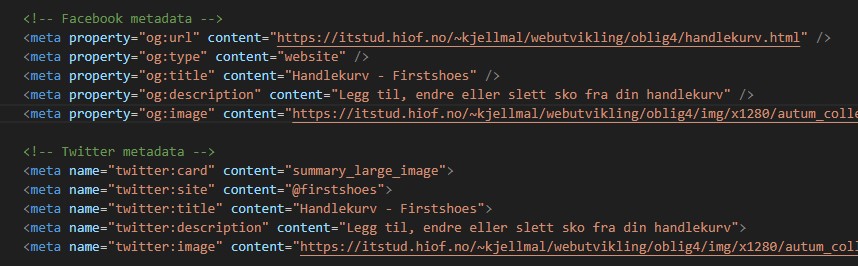 <!-- Facebook metadata -->
<meta property="og:url" content="https://itstud.hiof.no/~kjellmal/webutvikling/oblig4/handlekurv.html" />
<meta property="og:type" content="website" />
<meta property="og:title" content="Handlekurv - Firstshoes" />
<meta property="og:description" content="Legg til, endre eller slett sko fra din handlekurv" />
<meta property="og:image" content="https://itstud.hiof.no/~kjellmal/webutvikling/oblig4/img/x1280/autum_colle
<!-- Twitter metadata -->
<meta name="twitter:card" content="summary_large_image">
<meta name="twitter:site" content="@firstshoes">
<meta name="twitter:title" content="Handlekurv - Firstshoes">
<meta name="twitter:description" content="Legg til, endre eller slett sko fra din handlekurv">
<meta name="twitter:image" content="https://itstud.hiof.no/~kjellmal/webutvikling/oblig4/img/x1280/autum_coll